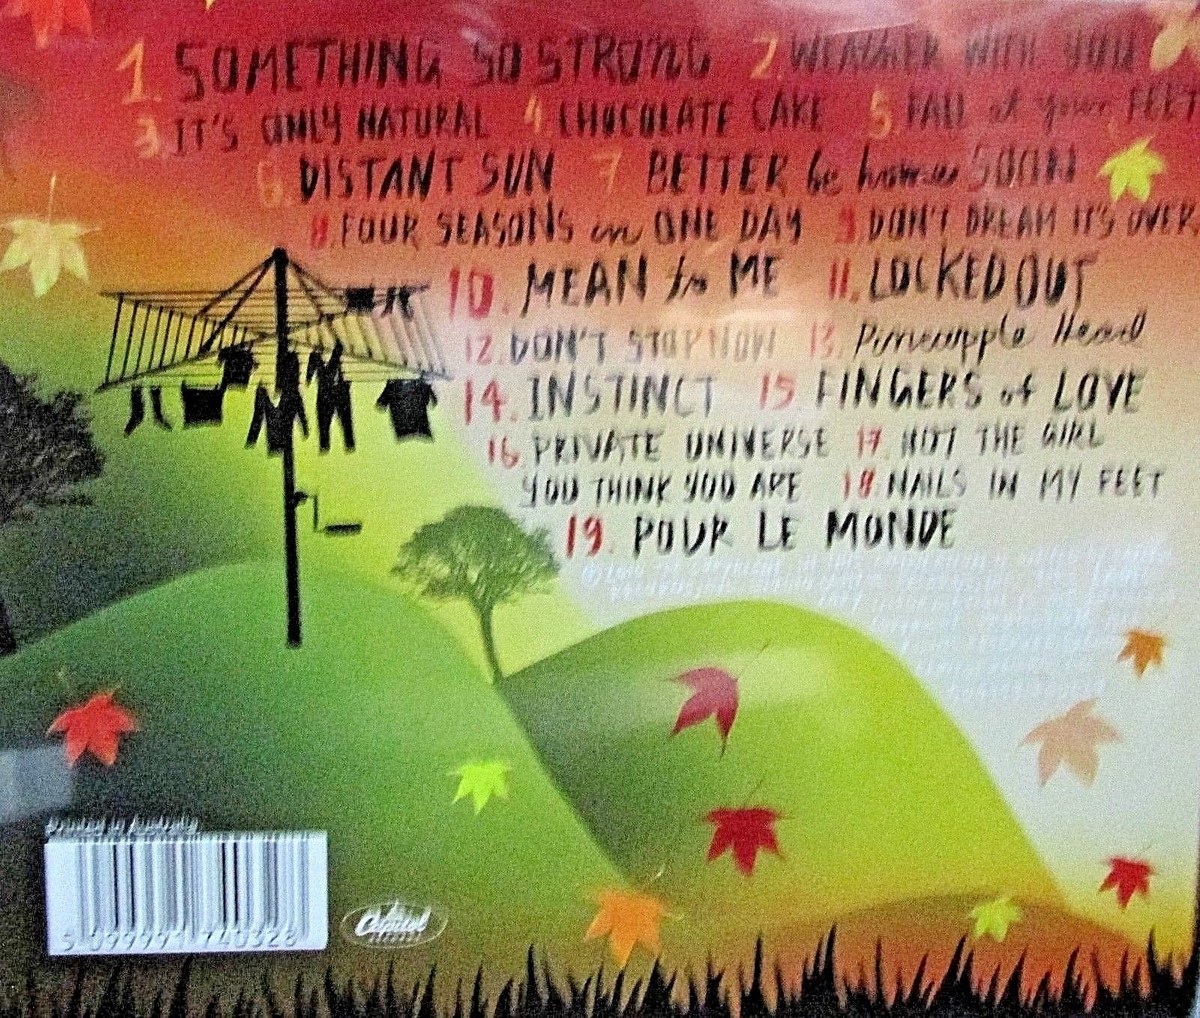 1. SOMETHING SO STRONG 2. WEATHER WITH YOU
3. IT'S ONLY NATURAL 4. CHOCOLATE CAKE 5. FALL at your FEET
6. DISTANT SUN 7. BETTER be home SOON
8. FOUR SEASONS in ONE DAY 9. DON'T DREAM IT'S OVER
10. MEAN to ME 11. LOCKED OUT
12. DON'T STOP NOW 13. Pineapple Head
14. INSTINCT 15. FINGERS of LOVE
16. PRIVATE UNIVERSE 17. NOT THE GIRL
YOU THINK YOU ARE 18. NAILS IN MY FEET
19. POUR LE MONDE
5 099991 740328
Capitol
RECORDS